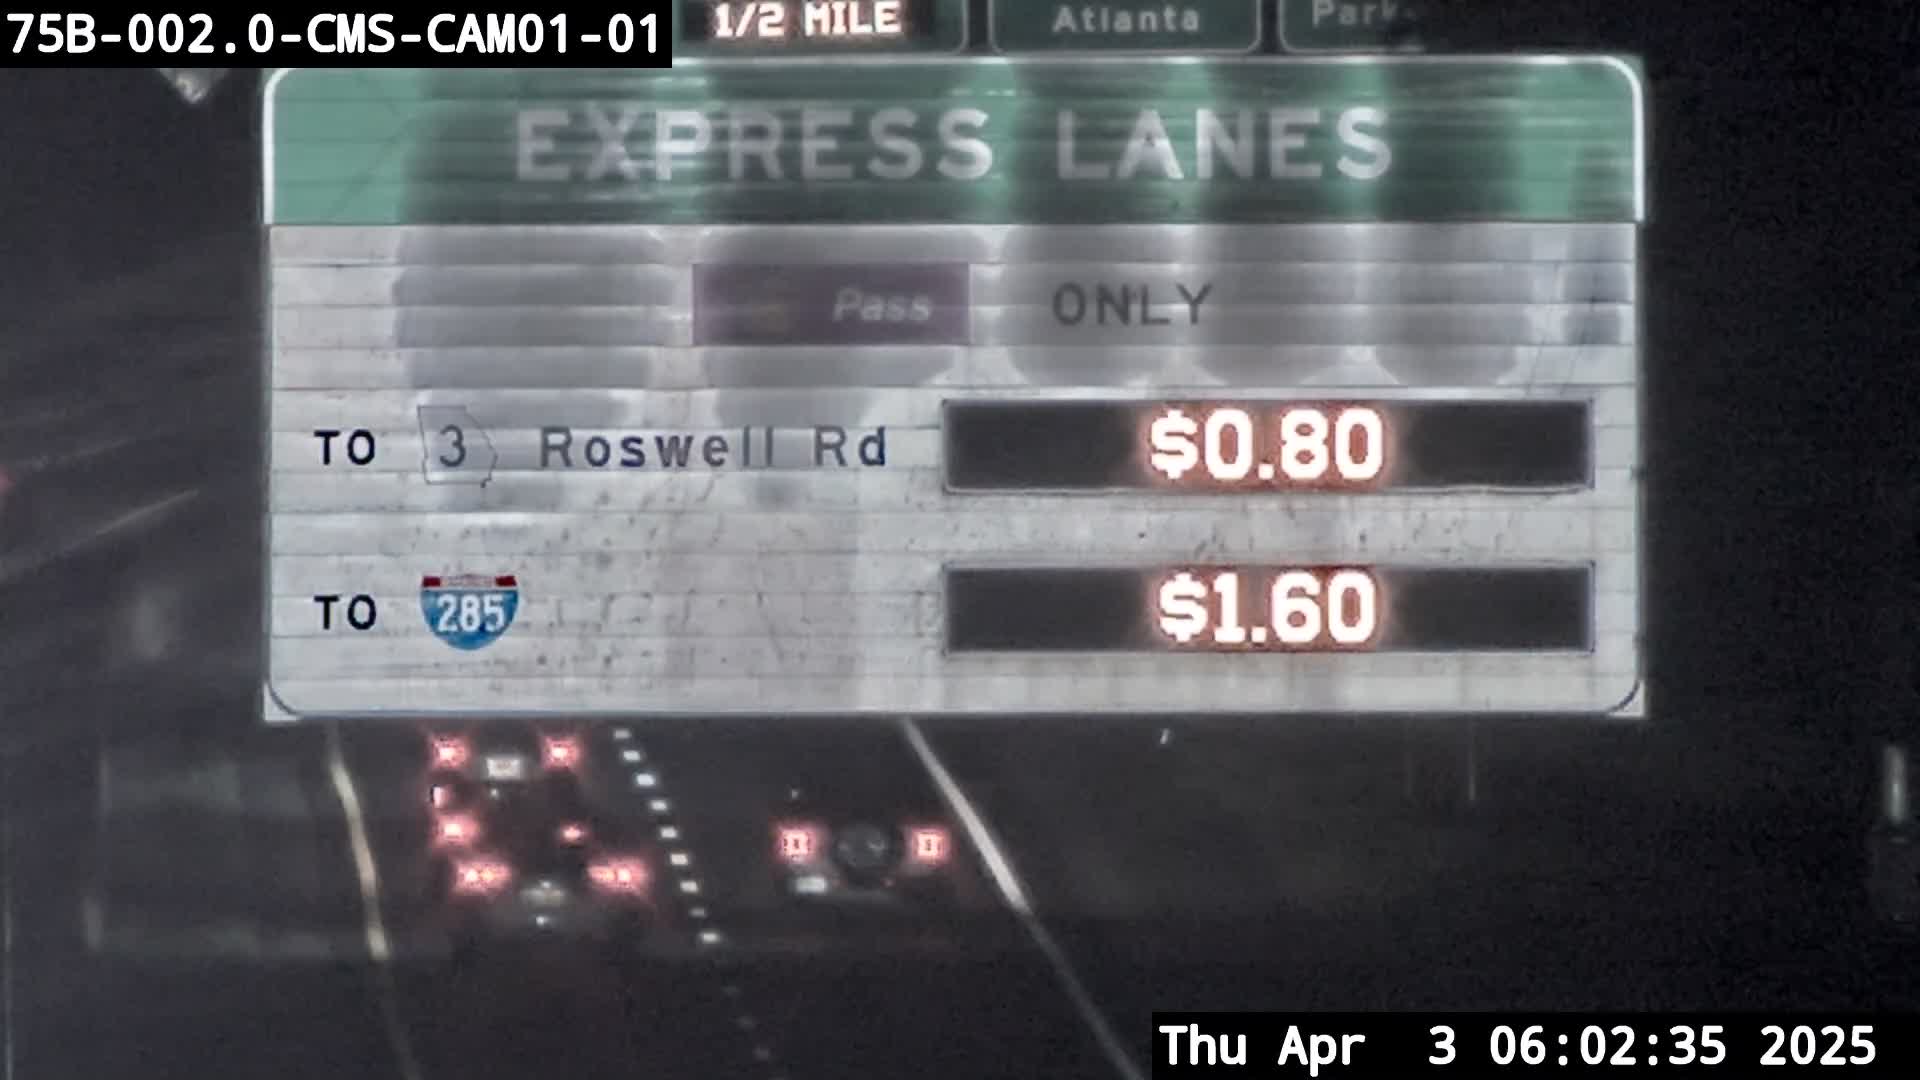 75B-002.0-CMS-CAM01-01
1/2 MILE
Atlanta
Park
EXPRESS LANES
Pass ONLY
TO 3 Roswell Rd $0.80
TO 285 $1.60
Thu Apr 3 06:02:35 2025